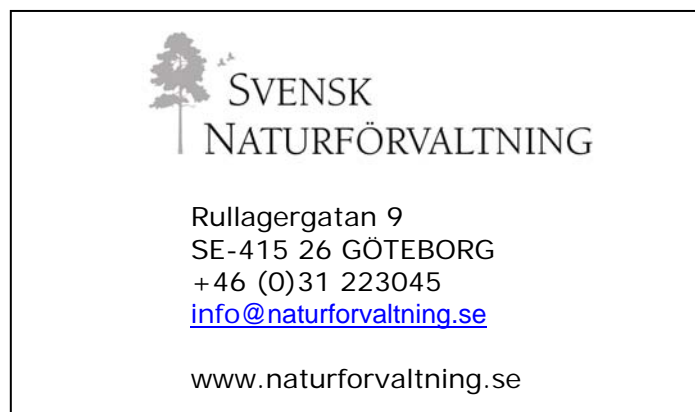 SVENSK
NATURFÖRVALTNING
Rullagergatan 9
SE-415 26 GÖTEBORG
+46 (0)31 223045
info@naturforvaltning.se
www.naturforvaltning.se